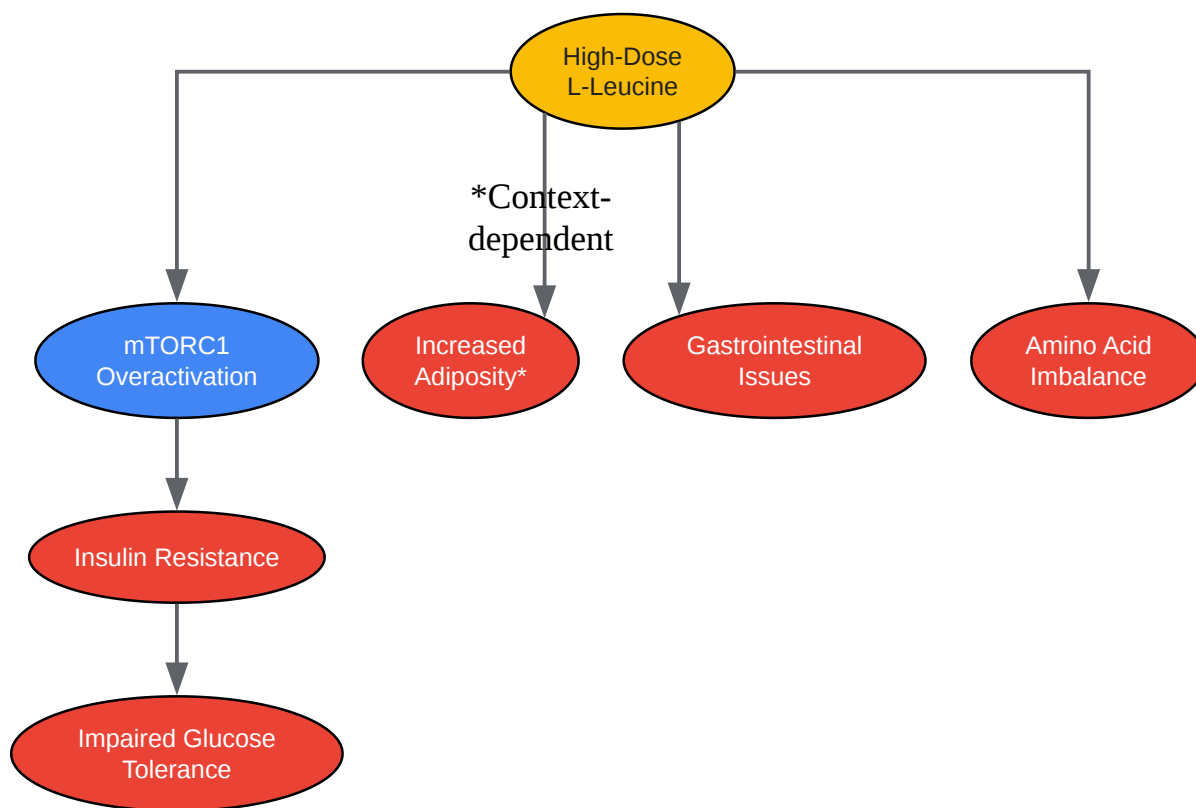 High-Dose
L-Leucine
*Context-
dependent
mTORC1
Overactivation
Increased
Adiposity*
Gastrointestinal
Issues
Amino Acid
Imbalance
Insulin Resistance
Impaired Glucose
Tolerance